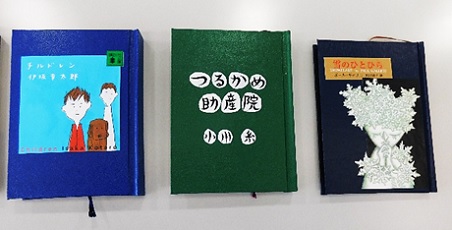 チルドレン
伊坂幸太郎
つるかめ
助産院
小川 糸
雪のひとひら